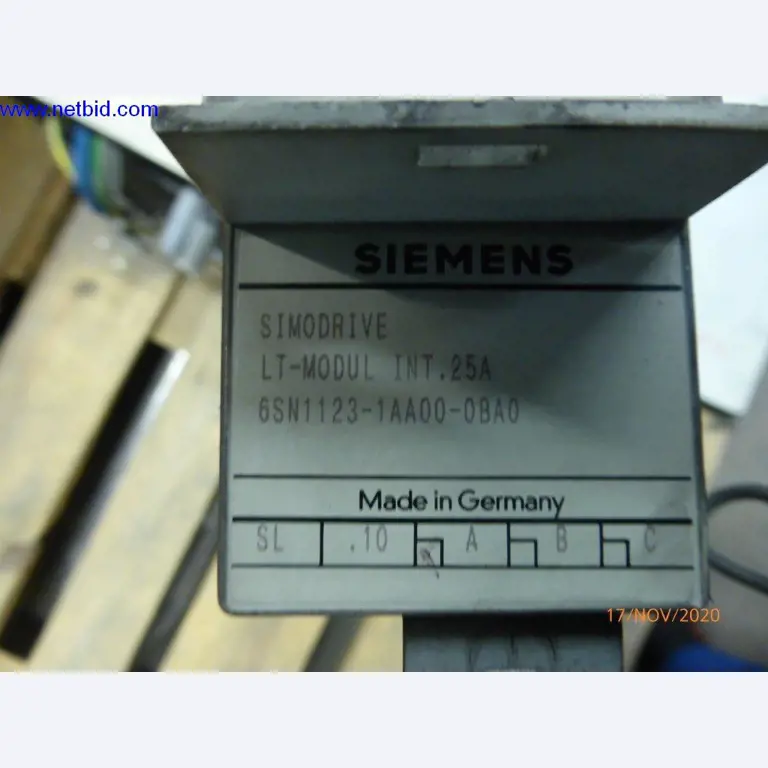 www.netbid.com
SIEMENS
SIMODRIVE
LT-MODUL INT.25A
6SN1123-1AA00-0BA0
Made in Germany
SL .10 A B C
17/NOV/2020